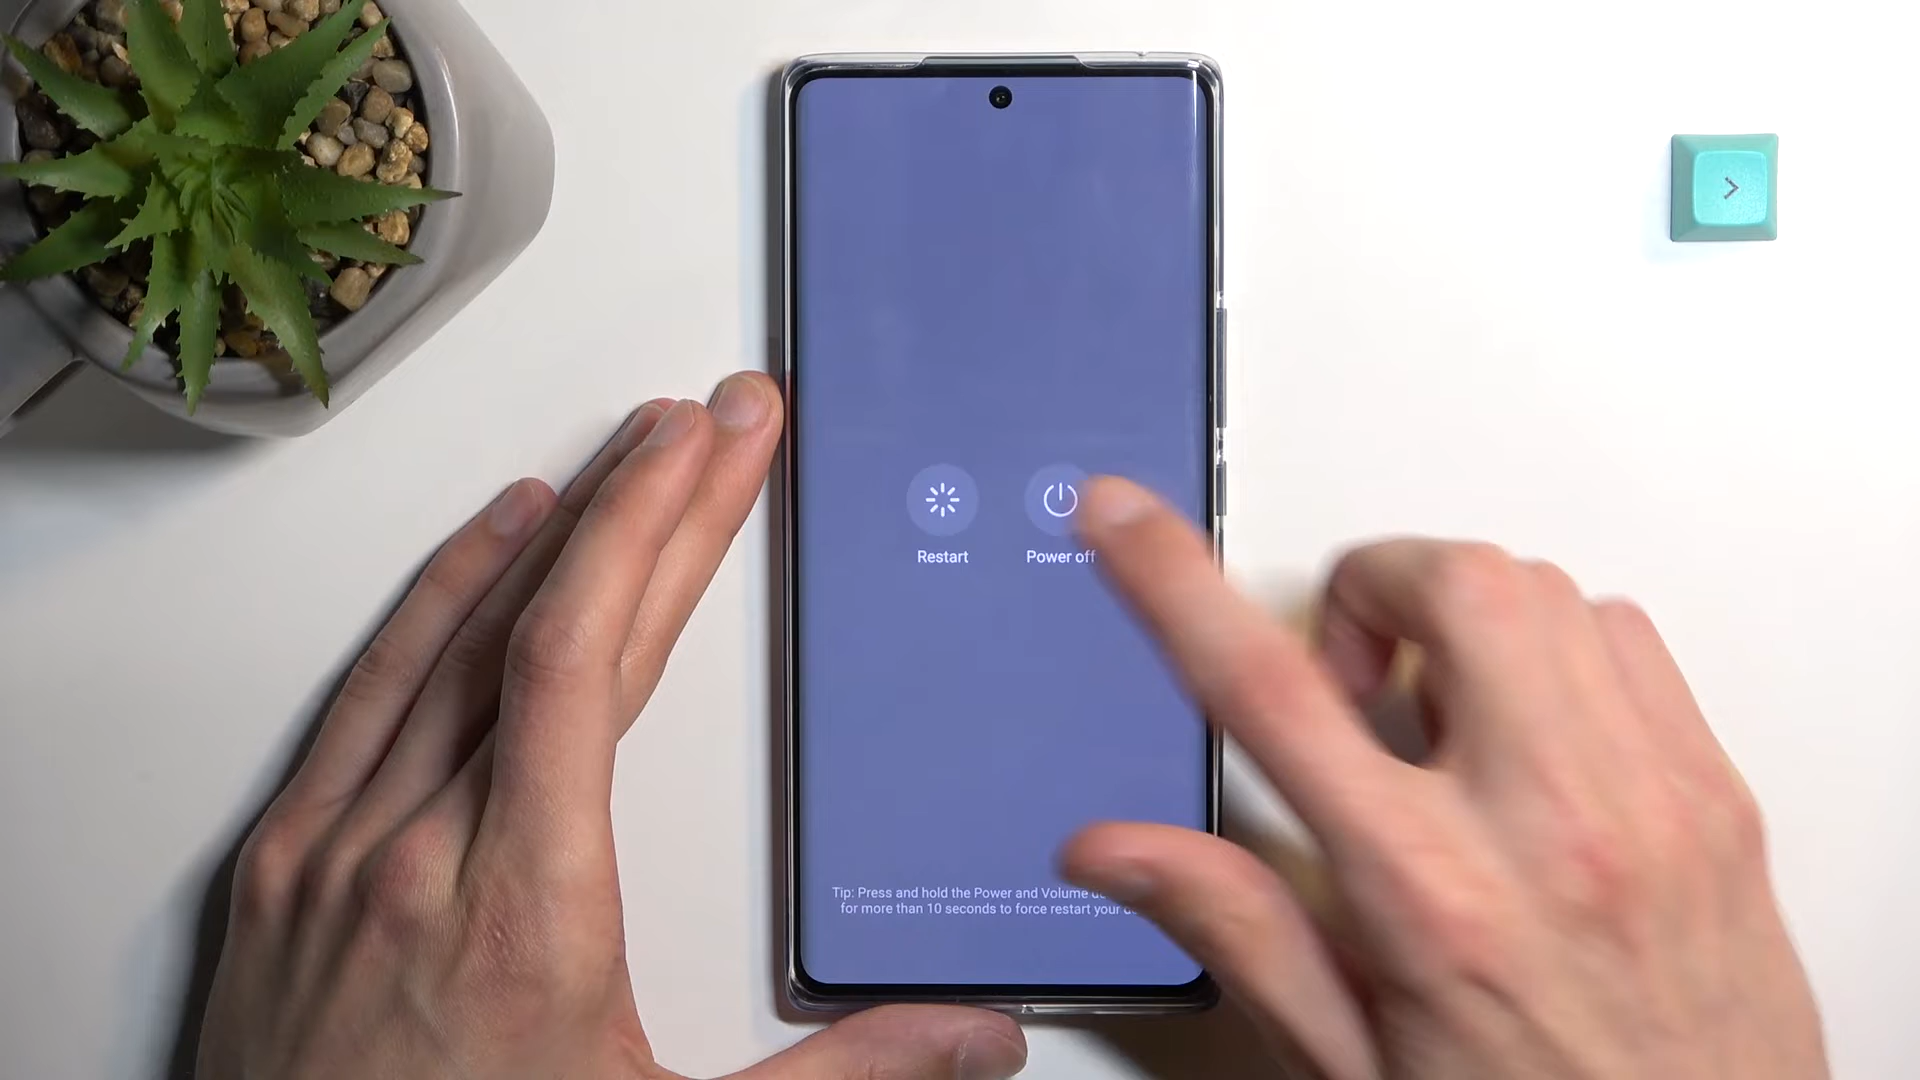 >
Restart
Power off
Tip: Press and hold the Power and Volume
for more than 10 seconds to force restart your